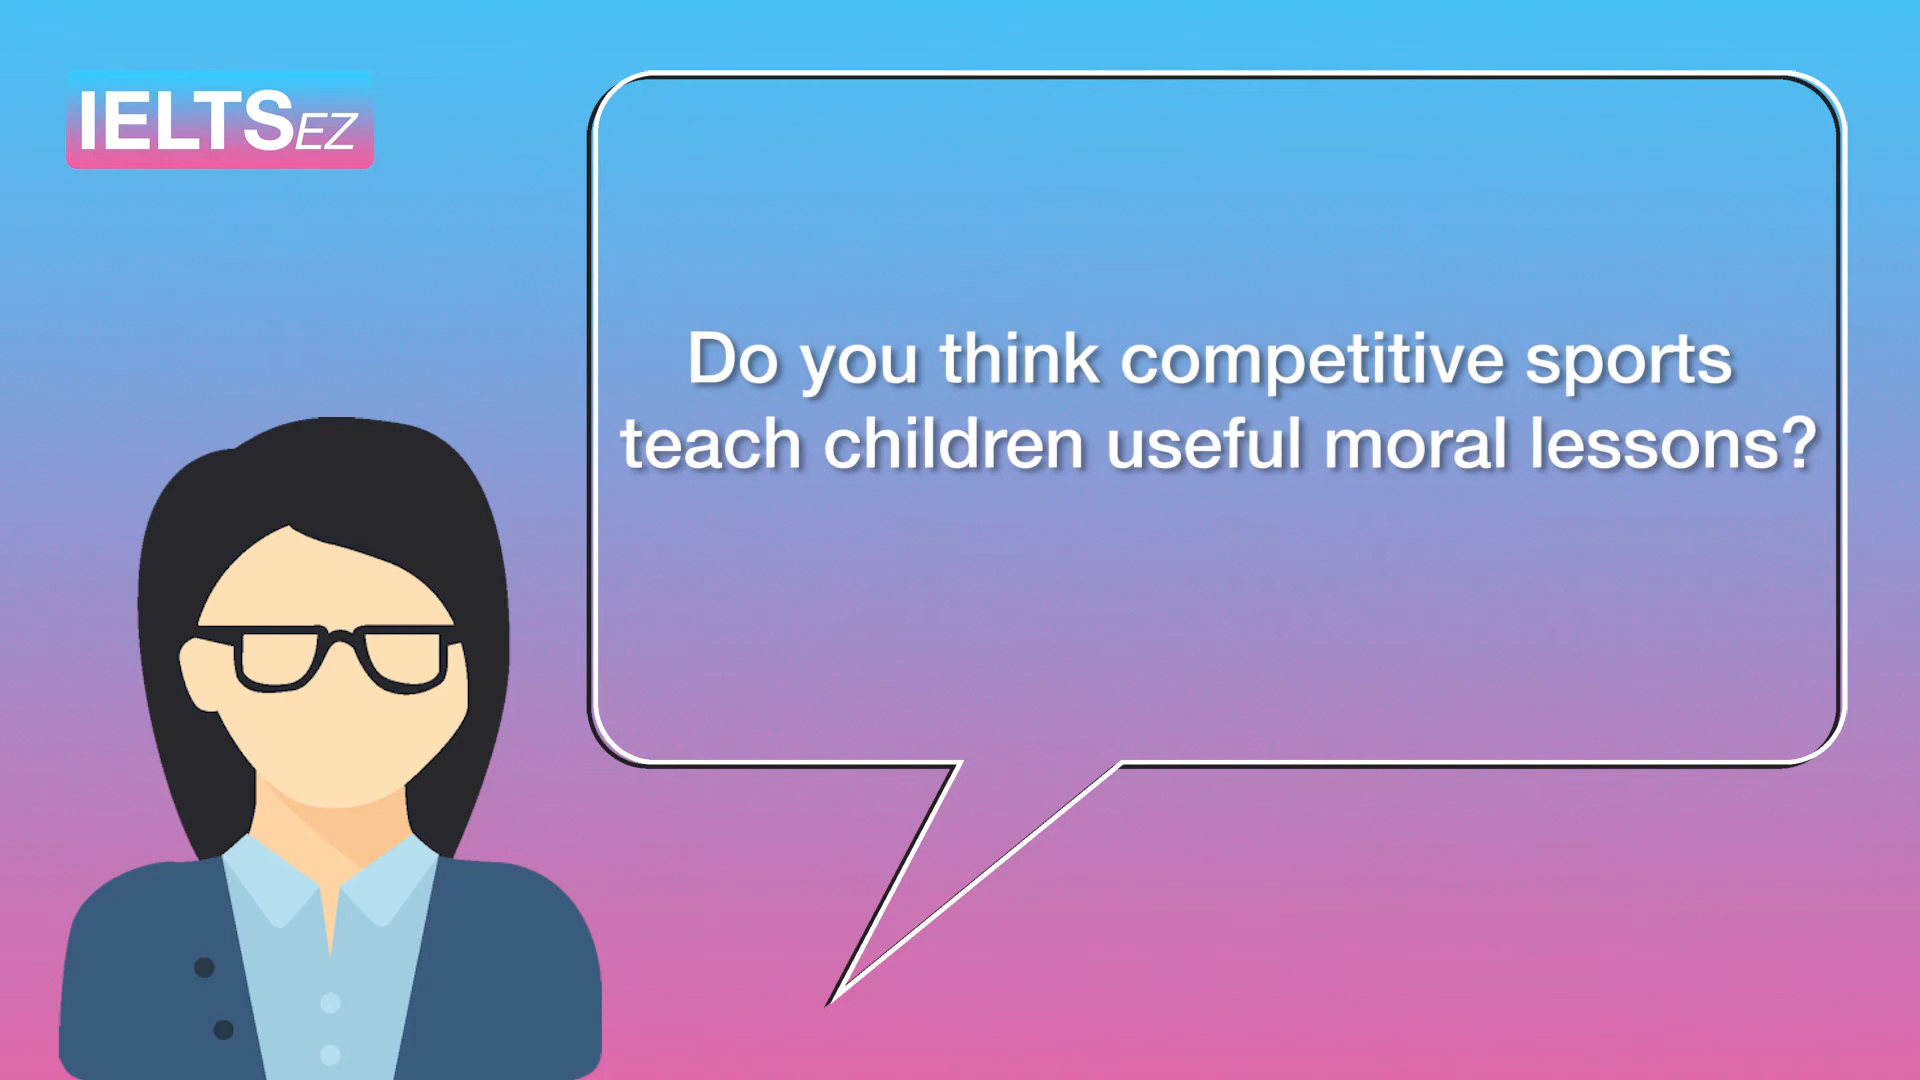 IELTSEZ
Do you think competitive sports
teach children useful moral lessons?